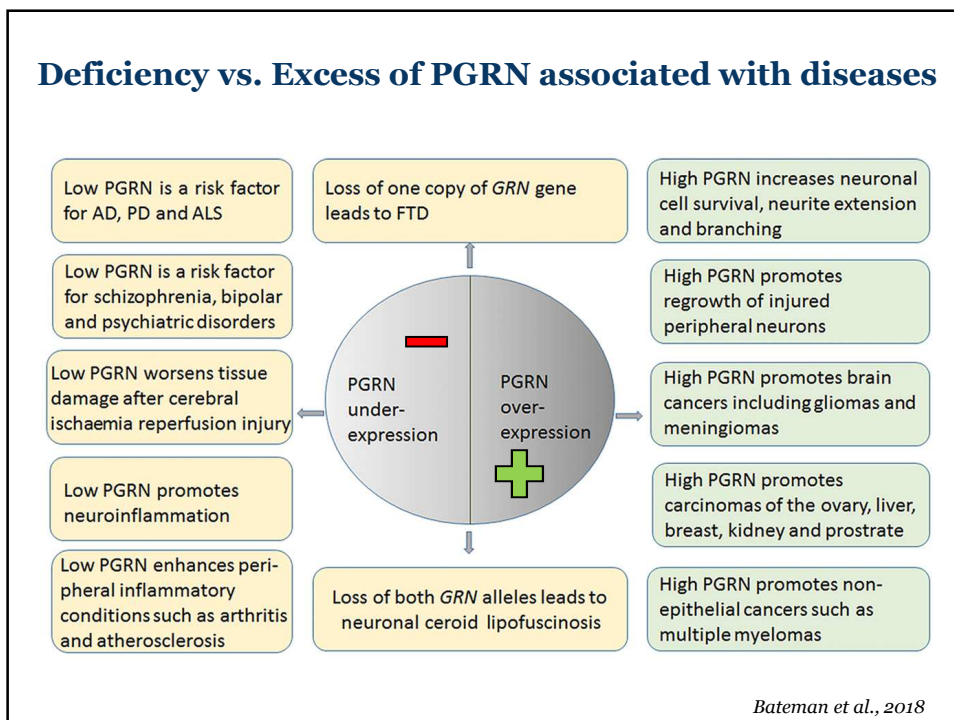 Deficiency vs. Excess of PGRN associated with diseases
Low PGRN is a risk factor
for AD, PD and ALS
Low PGRN is a risk factor
for schizophrenia, bipolar
and psychiatric disorders
Low PGRN worsens tissue
damage after cerebral
ischaemia reperfusion injury
Low PGRN promotes
neuroinflammation
Low PGRN enhances peri-
pheral inflammatory
conditions such as arthritis
and atherosclerosis
Loss of one copy of GRN gene
leads to FTD
PGRN
under-
expression
PGRN
over-
expression
Loss of both GRN alleles leads to
neuronal ceroid lipofuscinosis
High PGRN increases neuronal
cell survival, neurite extension
and branching
High PGRN promotes
regrowth of injured
peripheral neurons
High PGRN promotes brain
cancers including gliomas and
meningiomas
High PGRN promotes
carcinomas of the ovary, liver,
breast, kidney and prostrate
High PGRN promotes non-
epithelial cancers such as
multiple myelomas
Bateman et al., 2018